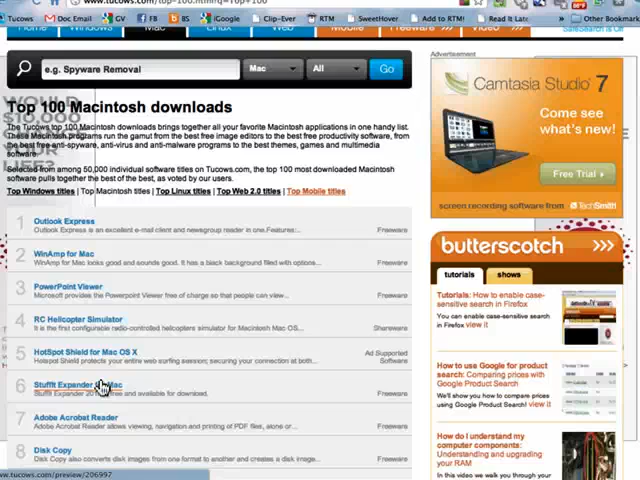 www.tucows.com/
Tucows Doc Email GV FB BS iGoogle Clip-Ever SweetHover Add to RTM! Read It Late Other Bookmark
Home Windows Mac Linux Web Mobile Freeware Video SafeSearch is Off
e.g. Spyware Removal Mac All Go
Top 100 Macintosh downloads
The Tucows top 100 Macintosh downloads brings together all your favorite Macintosh applications in one handy list.
These Macintosh programs run the gamut from the best free image editors to the best free productivity software, from
the best free anti-spyware, anti-virus and anti-malware programs to the best themes, games and multimedia
software.
Selected from among 50,000 individual software titles on Tucows.com, the top 100 most downloaded Macintosh
software pulls together the best of the best, as voted by our users.
Top Windows titles | Top Macintosh titles | Top Linux titles | Top Web 2.0 titles | Top Mobile titles
1 Outlook Express
Outlook Express is an excellent e-mail client and newsgroup reader in one.Features:... Freeware
2 WinAmp for Mac
WinAmp for Mac looks good and sounds good. It has a black background filled with options... Freeware
3 PowerPoint Viewer
Microsoft provides the Powerpoint Viewer free of charge so that people can view... Freeware
4 RC Helicopter Simulator
It is the first configurable radio-controlled helicopters simulator for Macintosh Mac OS... Shareware
5 HotSpot Shield for Mac OS X
Hotspot Shield protects your entire web surfing session; securing your connection at both... Ad Supported
Software
6 StuffIt Expander Mac
StuffIt Expander free and available for download. Freeware
7 Adobe Acrobat Reader
Adobe Acrobat Reader allows viewing, navigation and printing of PDF files, alone or... Freeware
8 Disk Copy
Disk Copy also converts disk images from one format to another and creates a disk image... Freeware
www.tucows.com/preview/206997
Advertisement
Camtasia Studio 7
Come see
what's new!
Free Trial
screen recording software from TechSmith
butterscotch >>>
tutorials shows
Tutorials: How to enable case-
sensitive search in Firefox
You can enable case-sensitive
search in Firefox view it
How to use Google for product
search: Comparing prices with
Google Product Search
We'll show you how to compare
prices using Google Product
Search! view it
How do I understand my
computer components:
Understanding and upgrading
your RAM
In this video we walk you through